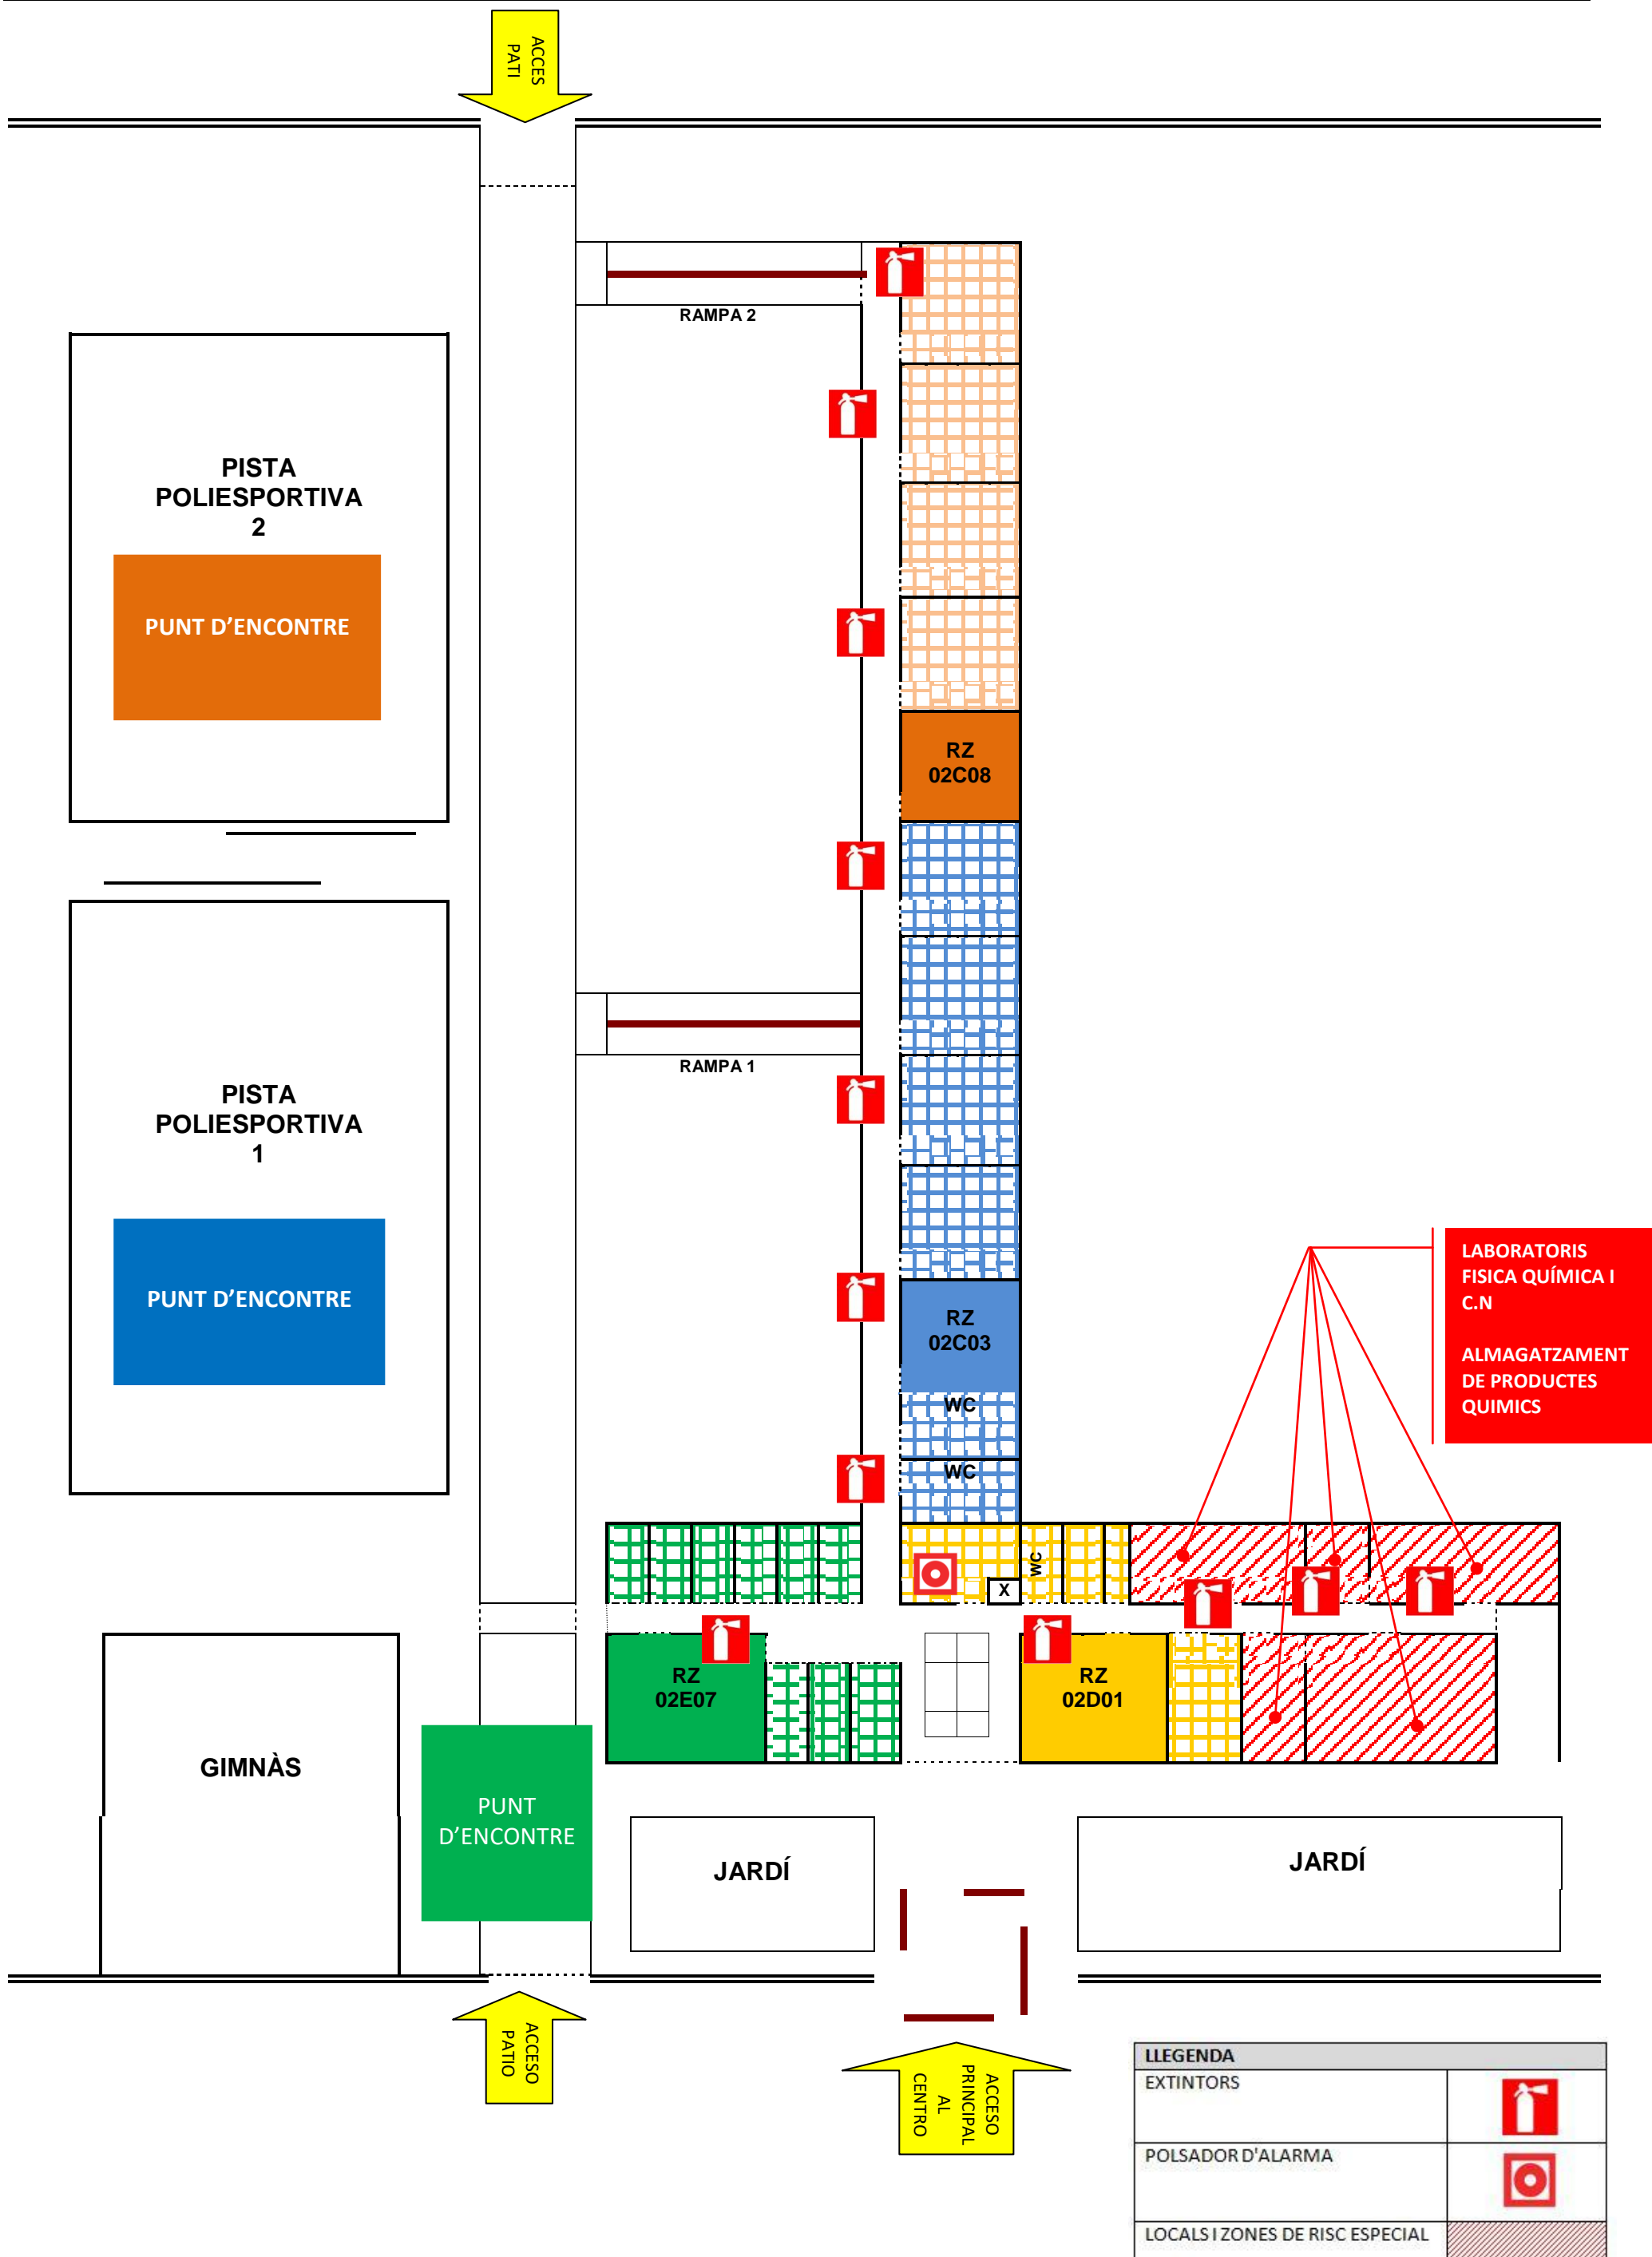 ACCES
PATI
RAMPA 2
PISTA
POLIESPORTIVA
2
PUNT D'ENCONTRE
RZ
02C08
RAMPA 1
PISTA
POLIESPORTIVA
1
PUNT D'ENCONTRE
RZ
02C03
WC
WC
LABORATORIS
FISICA QUÍMICA I
C.N
ALMAGATZAMENT
DE PRODUCTES
QUIMICS
WC
X
RZ
02E07
RZ
02D01
GIMNÀS
PUNT
D'ENCONTRE
JARDÍ
JARDÍ
ACCESO
PATIO
ACCESO
PRINCIPAL
AL
CENTRO
LLEGENDA
EXTINTORS
POLSADOR D'ALARMA
LOCALS I ZONES DE RISC ESPECIAL